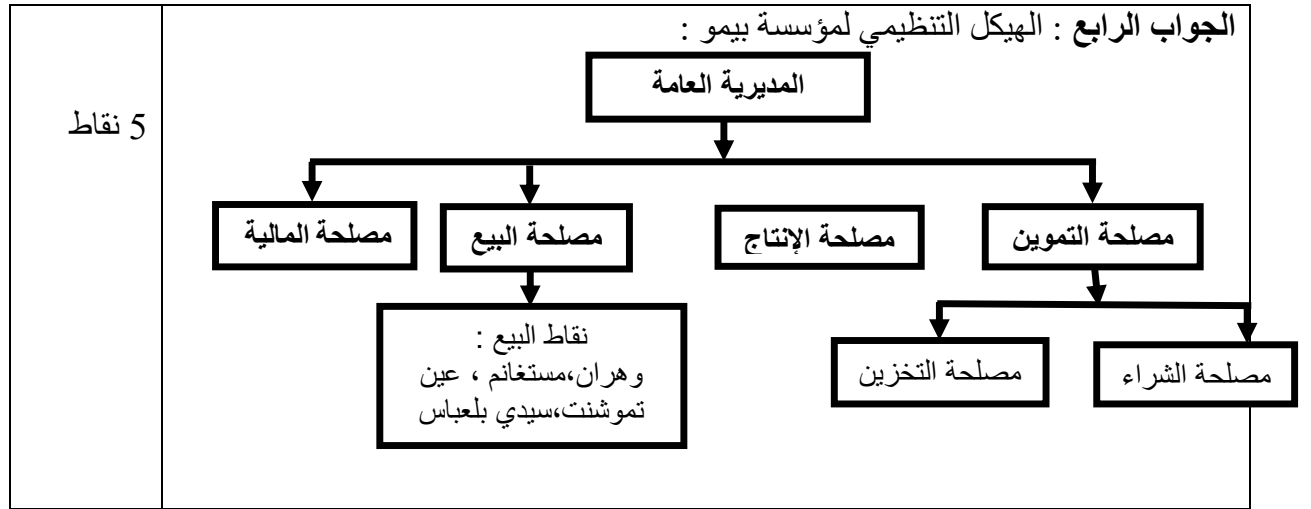 الجواب الرابع : الهيكل التنظيمي لمؤسسة بيمو :
المديرية العامة
5 نقاط
مصلحة التموين
مصلحة الإنتاج
مصلحة البيع
مصلحة المالية
مصلحة الشراء
مصلحة التخزين
نقاط البيع :
وهران،مستغانم ، عين
تموشنت،سيدي بلعباس